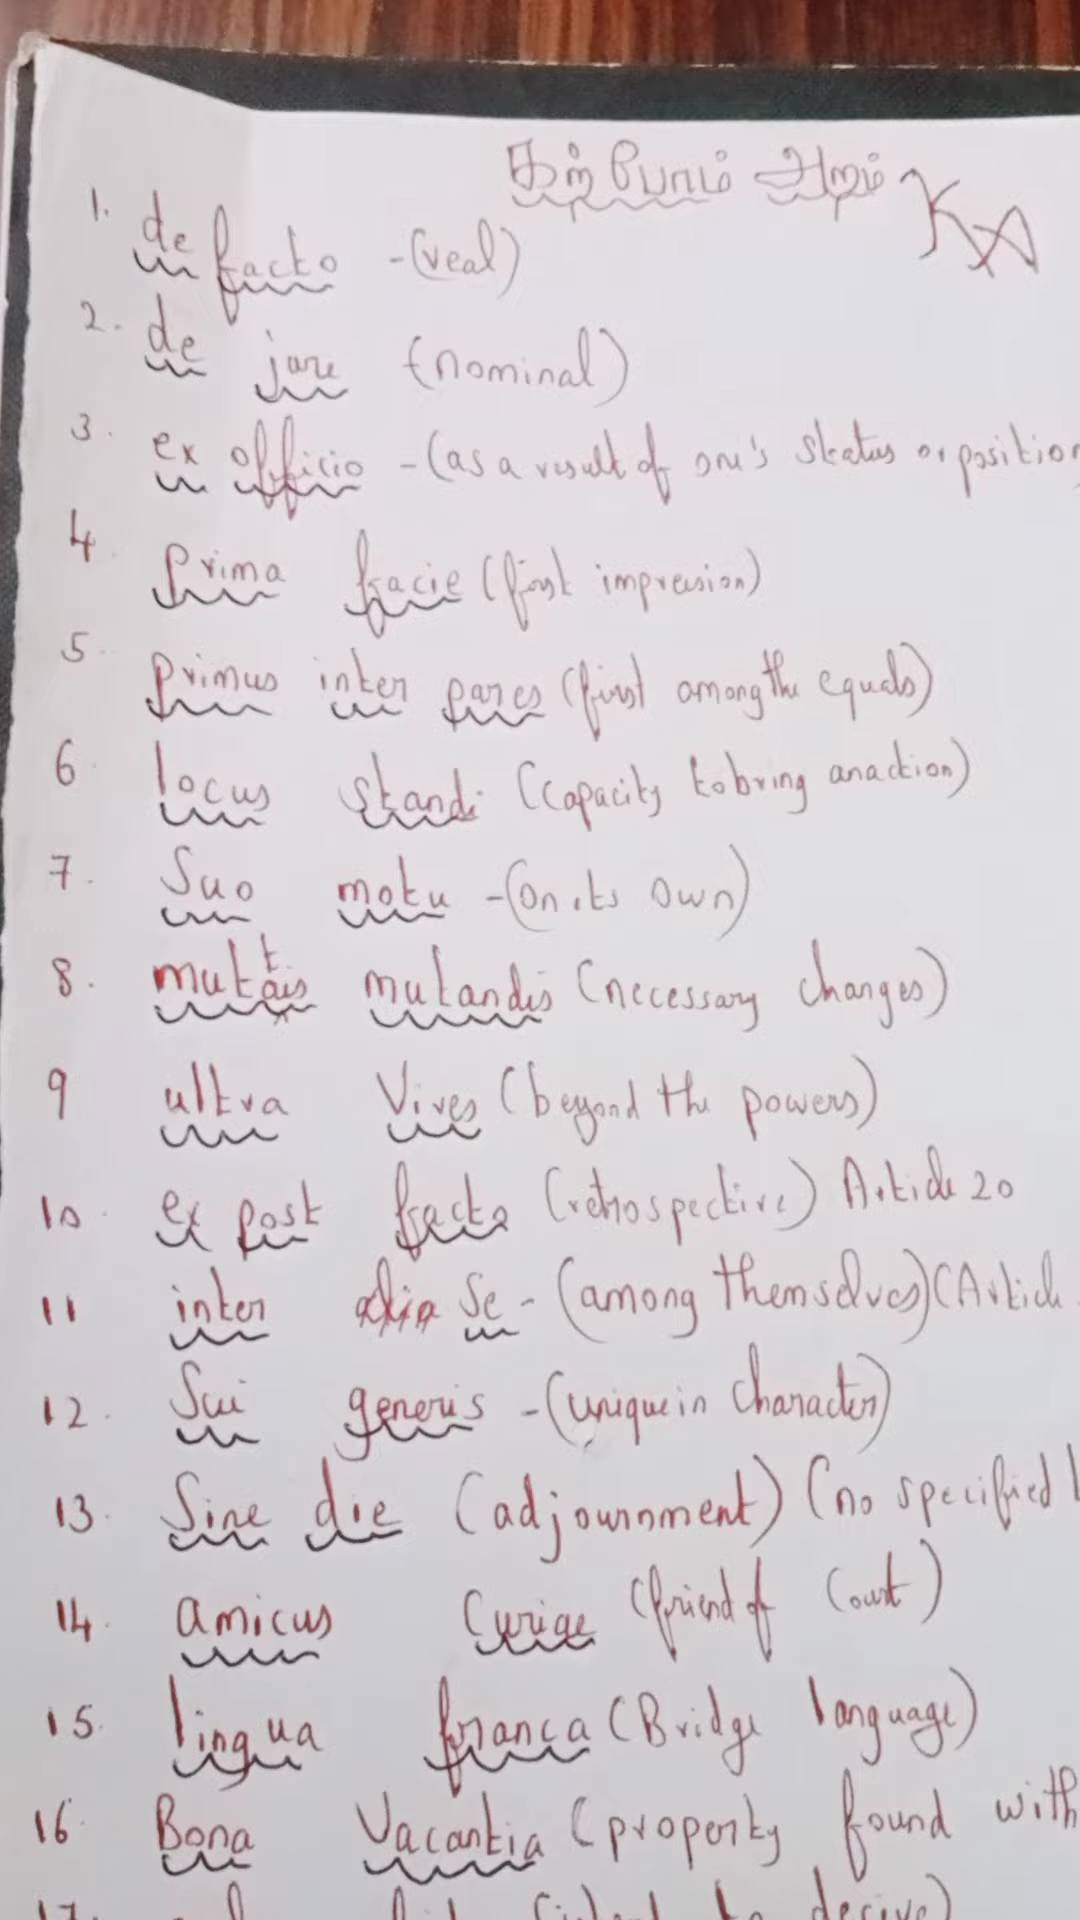 கற்போம் அறம் KA
1. de facto - (real)
2. de jure (nominal)
3. ex officio - (as a result of one's status or position
4. Prima facie (first impression)
5. Primus inter pares (first among the equals)
6. locus standi (capacity to bring an action)
7. Suo motu - (on its own)
8. mutatis mutandis (necessary changes)
9 ultra Vires (beyond the powers)
10. ex post facto (retrospective) Article 20
11 inter Se - (among themselves) (Article
12. Sui generis - (unique in Character)
13. Sine die (adjournment) (no specified
14. amicus Curiae (friend of Court)
15. lingua franca (Bridge language)
16. Bona Vacantia (property found with
17.